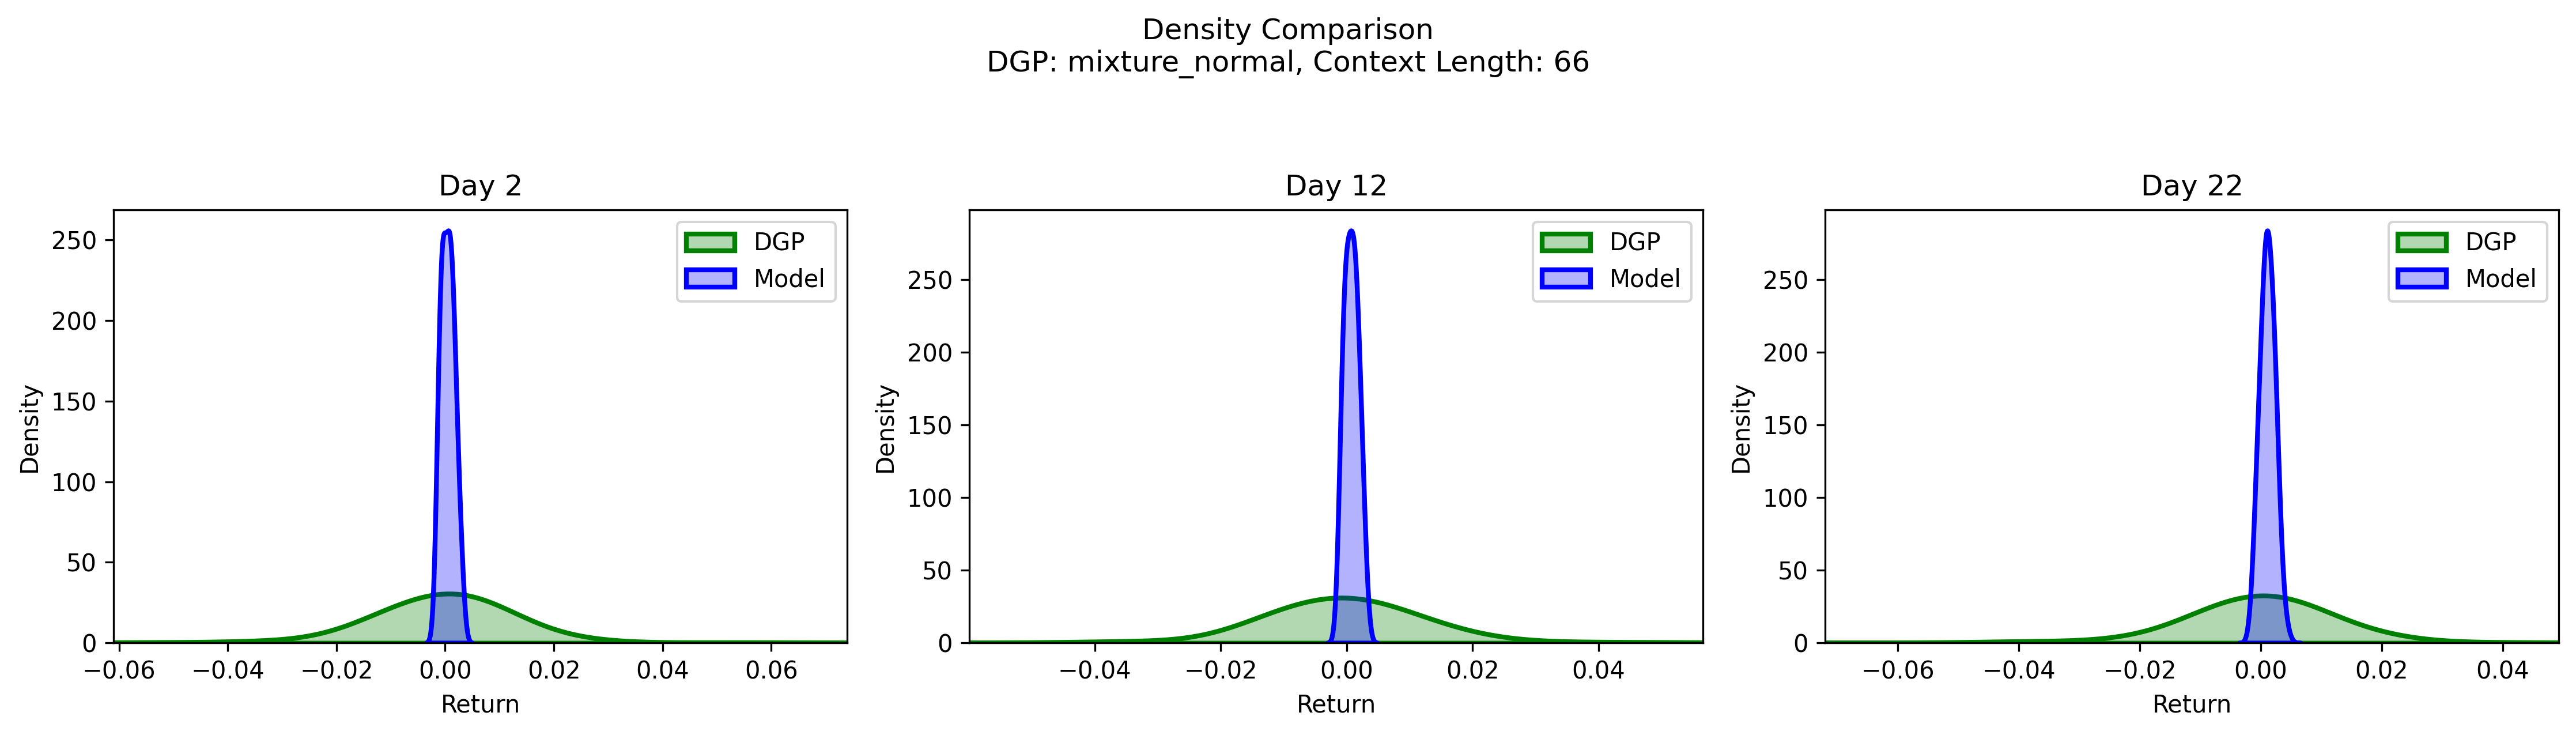 Density Comparison
DGP: mixture_normal, Context Length: 66
Day 2
Density
250
200
150
100
50
0
−0.06 −0.04 −0.02 0.00 0.02 0.04 0.06
Return
DGP
Model
Day 12
Density
250
200
150
100
50
0
−0.04 −0.02 0.00 0.02 0.04
Return
DGP
Model
Day 22
Density
250
200
150
100
50
0
−0.06 −0.04 −0.02 0.00 0.02 0.04
Return
DGP
Model